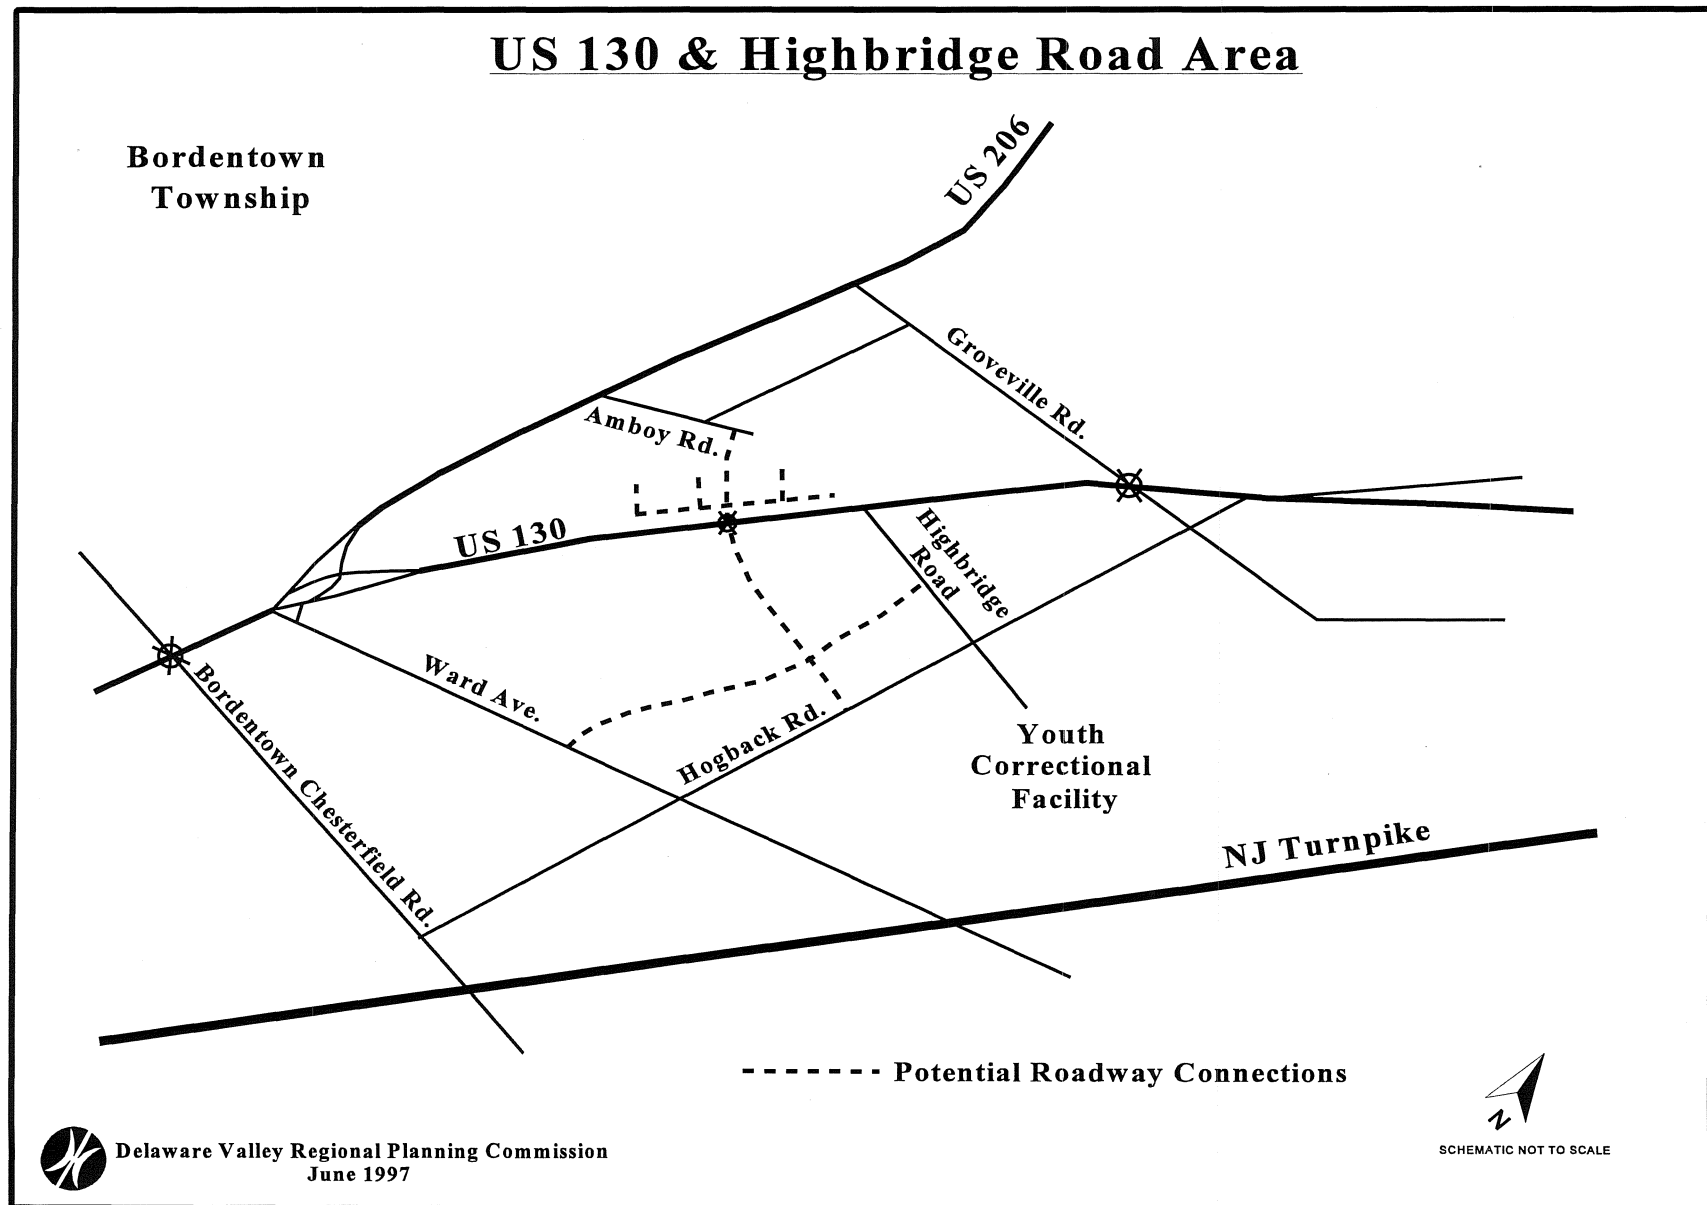 US 130 & Highbridge Road Area
Bordentown
Township
US 206
Groveville Rd.
Amboy Rd.
US 130
Highbridge
Road
Ward Ave.
Bordentown Chesterfield Rd.
Hogback Rd.
Youth
Correctional
Facility
NJ Turnpike
Potential Roadway Connections
N
SCHEMATIC NOT TO SCALE
Delaware Valley Regional Planning Commission
June 1997